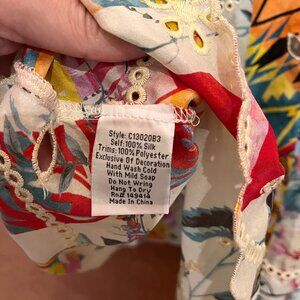 Style: C13020B3
Self:100% Silk
Trims:100% Polyester
Exclusive Of Decoration
Hand Wash Cold
With Mild Soap
Do Not Wring
Hang To Dry
Rn# 149414
Made In China